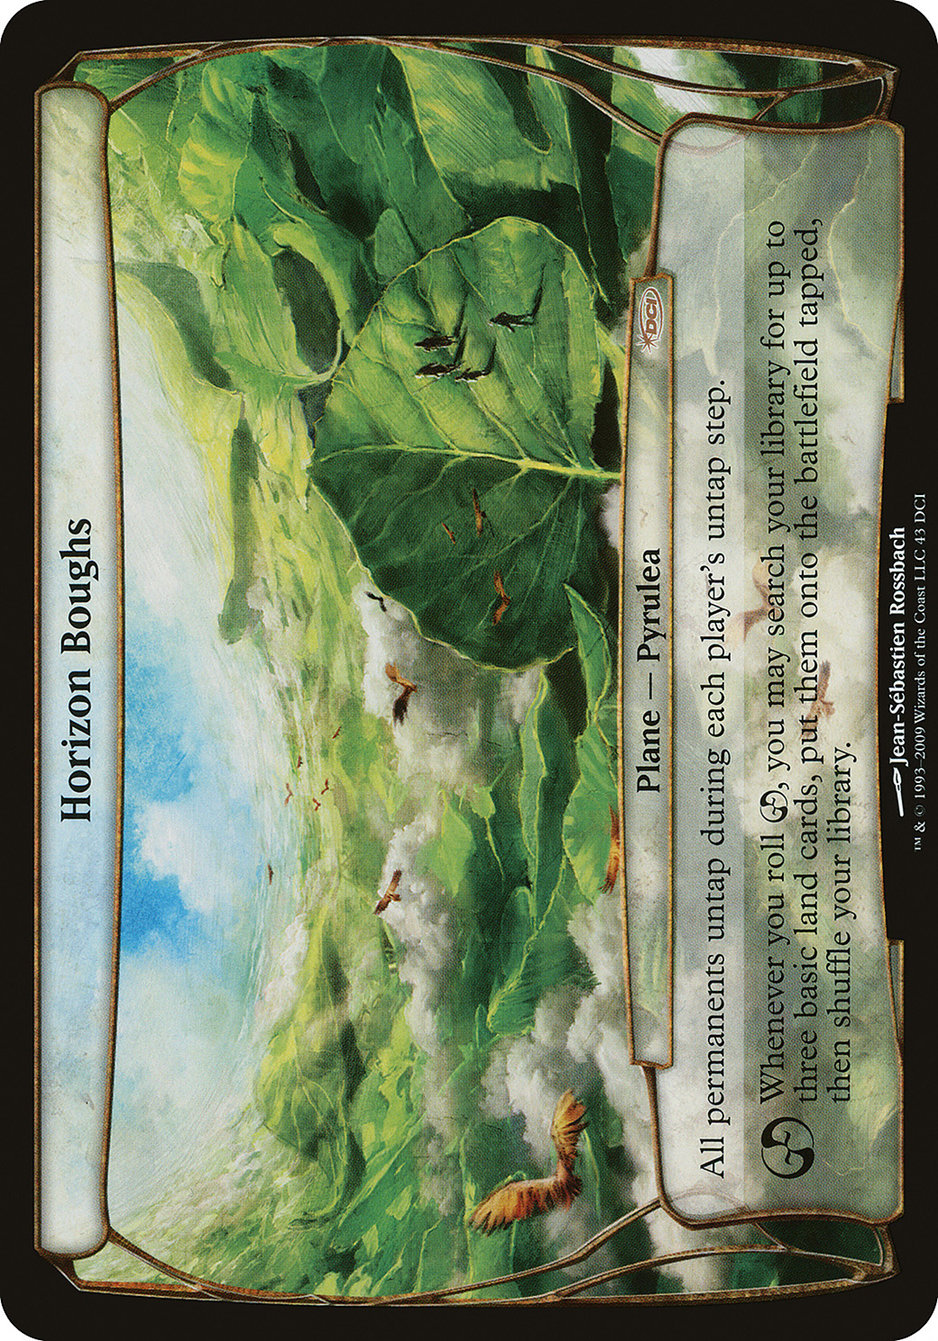 Horizon Boughs
Plane — Pyrulea
DCI
All permanents untap during each player's untap step.
Whenever you roll , you may search your library for up to
three basic land cards, put them onto the battlefield tapped,
then shuffle your library.
Jean-Sébastien Rossbach
™ & © 1993–2009 Wizards of the Coast LLC 43 DCI